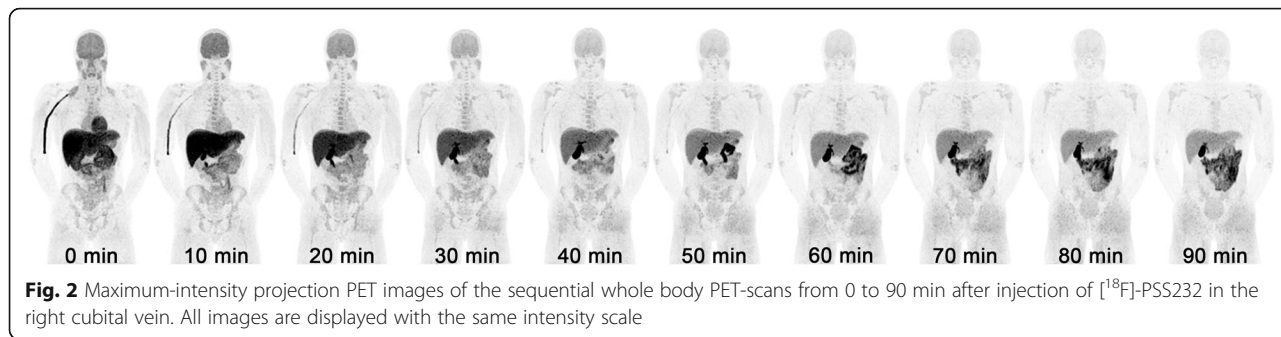 0 min 10 min 20 min 30 min 40 min 50 min 60 min 70 min 80 min 90 min
Fig. 2 Maximum-intensity projection PET images of the sequential whole body PET-scans from 0 to 90 min after injection of [¹⁸F]-PSS232 in the
right cubital vein. All images are displayed with the same intensity scale